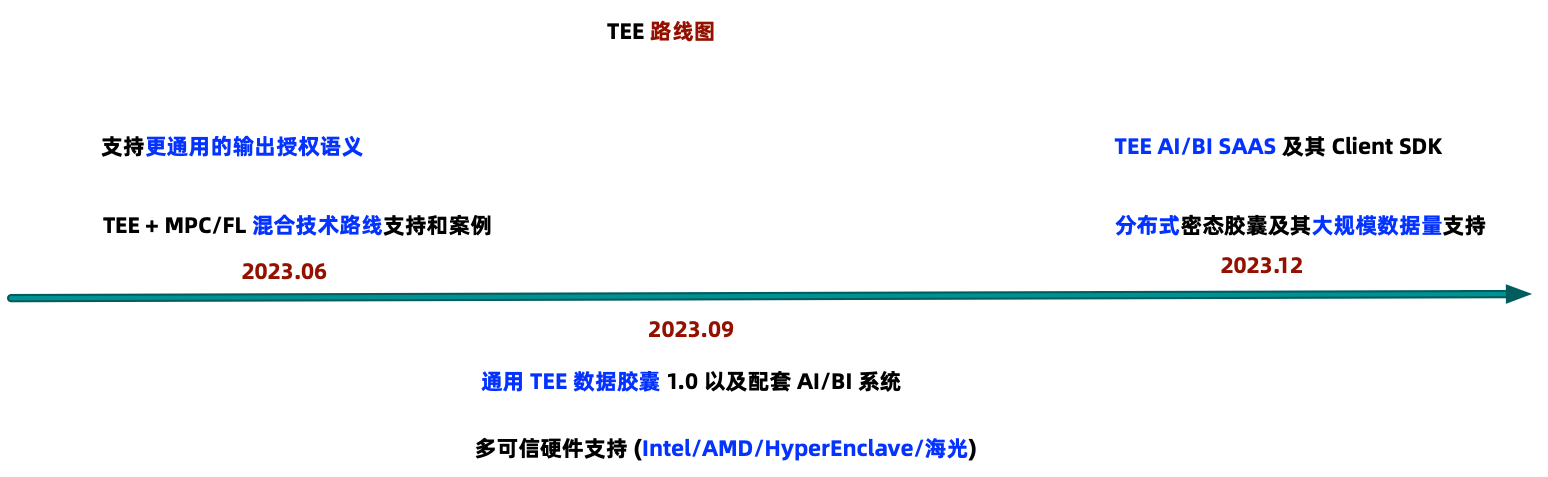 TEE 路线图
支持更通用的输出授权语义
TEE + MPC/FL 混合技术路线支持和案例
2023.06
TEE AI/BI SAAS 及其 Client SDK
分布式密态胶囊及其大规模数据量支持
2023.12
2023.09
通用 TEE 数据胶囊 1.0 以及配套 AI/BI 系统
多可信硬件支持 (Intel/AMD/HyperEnclave/海光)